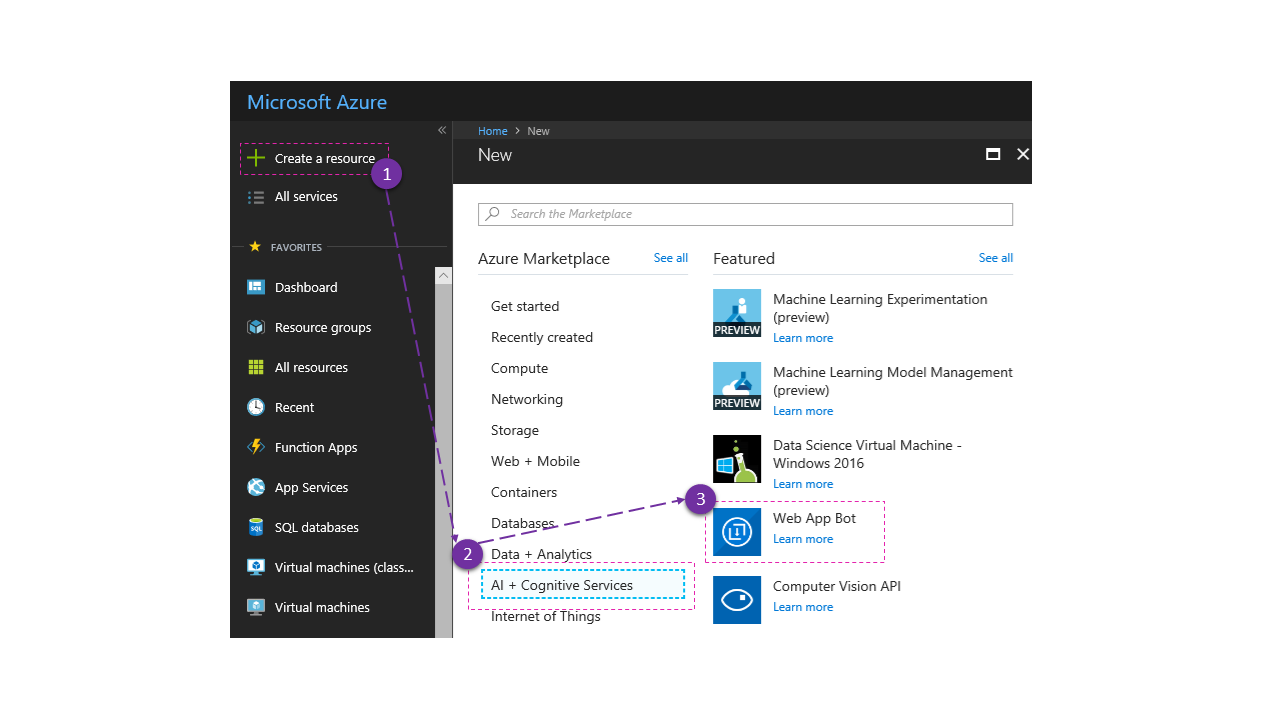 Microsoft Azure
Create a resource
1
All services
FAVORITES
Dashboard
Resource groups
All resources
Recent
Function Apps
App Services
SQL
SQL databases
Virtual machines (class...
Virtual machines
Home > New
New
Search the Marketplace
Azure Marketplace
See all
Get started
Recently created
Compute
Networking
Storage
Web + Mobile
Containers
Databases
Data + Analytics
2
AI + Cognitive Services
Internet of Things
Featured
See all
PREVIEW
Machine Learning Experimentation
(preview)
Learn more
PREVIEW
Machine Learning Model Management
(preview)
Learn more
Data Science Virtual Machine -
Windows 2016
Learn more
3
Web App Bot
Learn more
Computer Vision API
Learn more